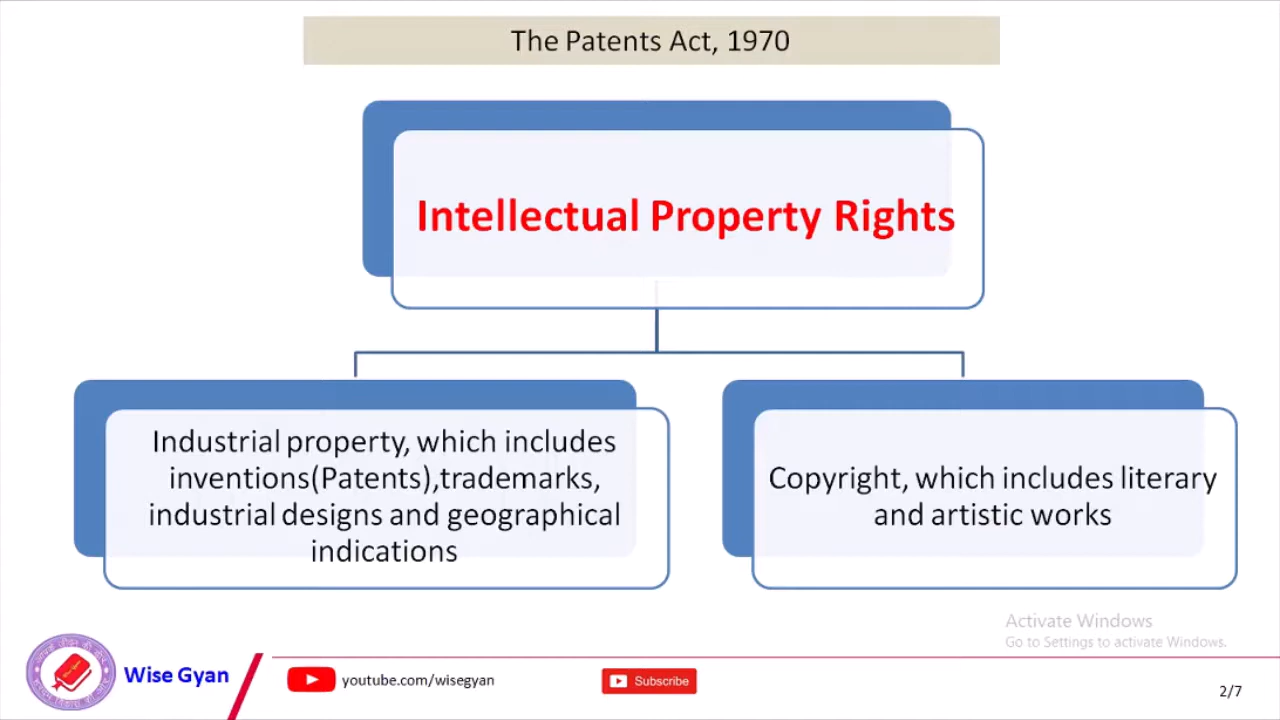 The Patents Act, 1970
Intellectual Property Rights
Industrial property, which includes
inventions(Patents),trademarks,
industrial designs and geographical
indications
Copyright, which includes literary
and artistic works
Activate Windows
Go to Settings to activate Windows.
Wise Gyan
youtube.com/wisegyan
Subscribe
2/7